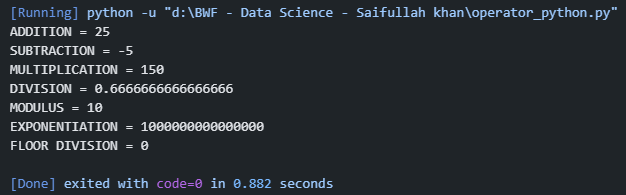 [Running] python -u "d:\BWF - Data Science - Saifullah khan\operator_python.py"
ADDITION = 25
SUBTRACTION = -5
MULTIPLICATION = 150
DIVISION = 0.6666666666666666
MODULUS = 10
EXPONENTIATION = 1000000000000000
FLOOR DIVISION = 0
[Done] exited with code=0 in 0.882 seconds